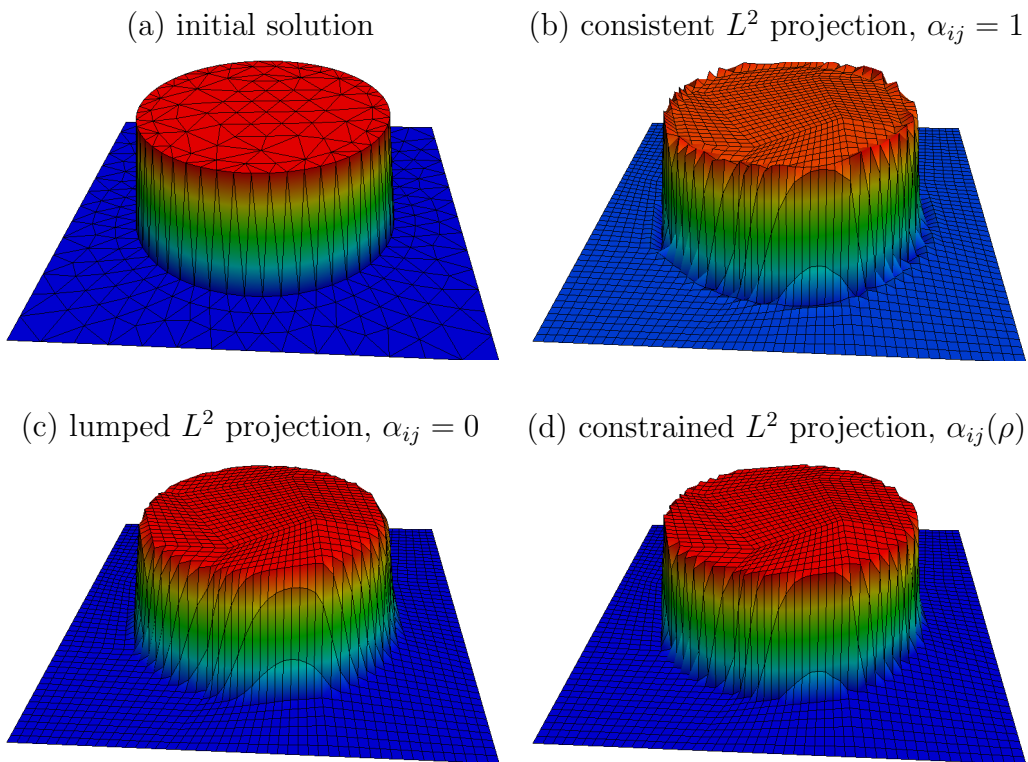 (a) initial solution
(b) consistent L² projection, αᵢⱼ = 1
(c) lumped L² projection, αᵢⱼ = 0
(d) constrained L² projection, αᵢⱼ(ρ)